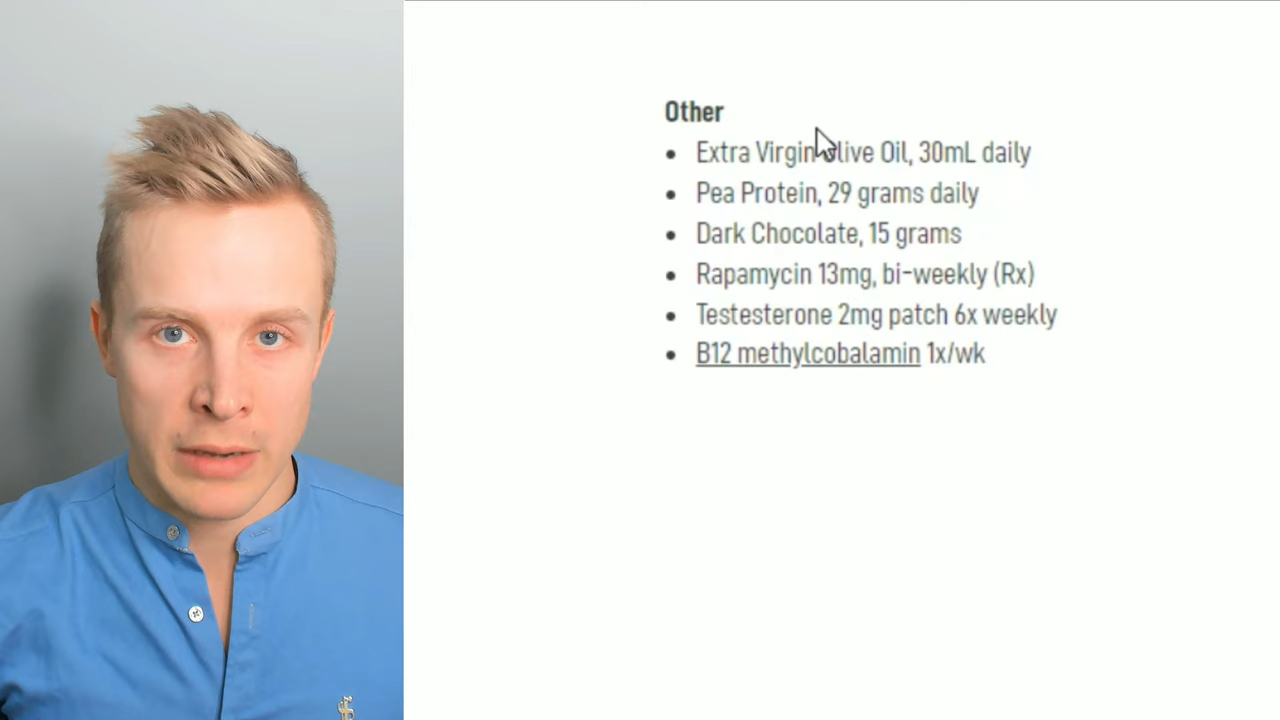 Other
• Extra Virgin Olive Oil, 30mL daily
• Pea Protein, 29 grams daily
• Dark Chocolate, 15 grams
• Rapamycin 13mg, bi-weekly (Rx)
• Testesterone 2mg patch 6x weekly
• B12 methylcobalamin 1x/wk